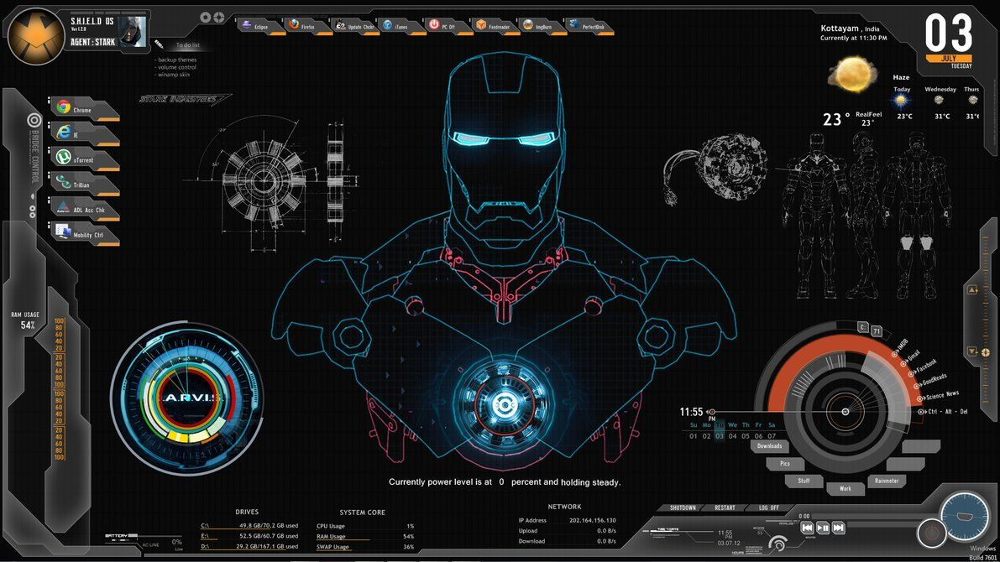 S.H.I.E.L.D OS
Ver 1.2.0
AGENT : STARK
To do list
- backup themes
- volume control
- winamp skin
Eclipse
Firefox
Update Chckr
iTunes
PC Off
Feedreader
ImgBurn
PerfectDisk
Kottayam , India
Currently at 11:30 PM
03
JULY
TUESDAY
Haze
Today
Wednesday
Thurs
23°C
31°C
31°C
23 °
RealFeel
23°
STARK INDUSTRIES
BRIDGE CONTROL
Chrome
IE
uTorrent
Trillian
ADL Acc Chk
Mobility Ctrl
RAM USAGE
54%
100
80
60
40
20
20
40
60
80
100
100
80
60
40
20
20
40
60
80
100
J.A.R.V.I.S
C:
71
IMDB
Gmail
Facebook
GoodReads
Science News
Ctrl - Alt - Del
11:55
PM
Su Mo Tu We Th Fr Sa
01 02 03 04 05 06 07
Downloads
Pics
Stuff
Work
Rainmeter
Currently power level is at 0 percent and holding steady.
DRIVES
C:\ 49.8 GB/70.2 GB used
E:\ 52.5 GB/60.7 GB used
D:\ 29.2 GB/167.1 GB used
SYSTEM CORE
CPU Usage 1%
RAM Usage 54%
SWAP Usage 36%
NETWORK
IP Address 202.164.156.130
Upload 0.0 B/s
Download 0.0 B/s
BATTERY
AC LINE
0%
Low
SHUTDOWN
RESTART
LOG OFF
TIME/DATE
11:55
PM
03.07.12
HOURS
53
0:00
Windows
Build 7601